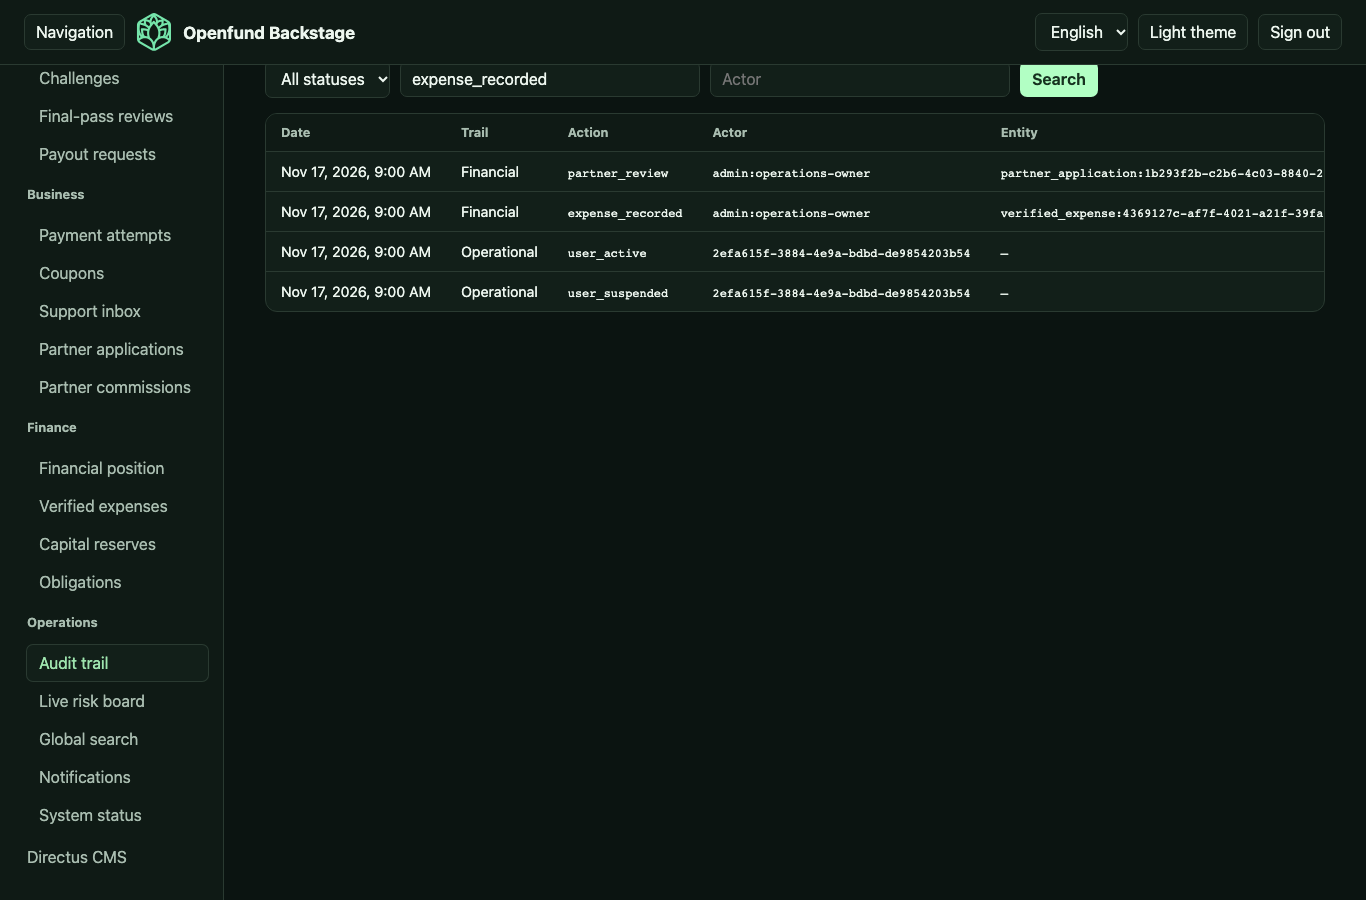 Navigation
Openfund Backstage
English
Light theme
Sign out
Challenges
Final-pass reviews
Payout requests
Business
Payment attempts
Coupons
Support inbox
Partner applications
Partner commissions
Finance
Financial position
Verified expenses
Capital reserves
Obligations
Operations
Audit trail
Live risk board
Global search
Notifications
System status
Directus CMS
All statuses expense_recorded Actor Search
Date Trail Action Actor Entity
Nov 17, 2026, 9:00 AM Financial partner_review admin:operations-owner partner_application:1b293f2b-c2b6-4c03-8840-2
Nov 17, 2026, 9:00 AM Financial expense_recorded admin:operations-owner verified_expense:4369127c-af7f-4021-a21f-39fa
Nov 17, 2026, 9:00 AM Operational user_active 2efa615f-3884-4e9a-bdbd-de9854203b54 —
Nov 17, 2026, 9:00 AM Operational user_suspended 2efa615f-3884-4e9a-bdbd-de9854203b54 —